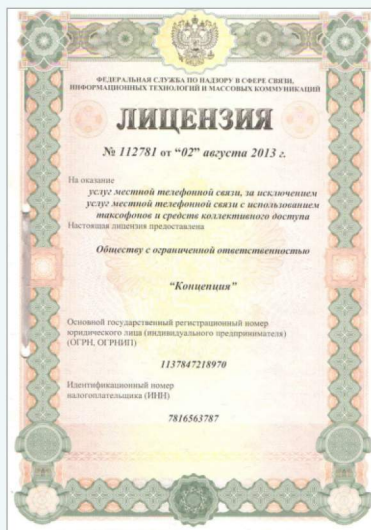 ФЕДЕРАЛЬНАЯ СЛУЖБА ПО НАДЗОРУ В СФЕРЕ СВЯЗИ,
ИНФОРМАЦИОННЫХ ТЕХНОЛОГИЙ И МАССОВЫХ КОММУНИКАЦИЙ
ЛИЦЕНЗИЯ
№ 112781 от “02” августа 2013 г.
На оказание
услуг местной телефонной связи, за исключением
услуг местной телефонной связи с использованием
таксофонов и средств коллективного доступа
Настоящая лицензия предоставлена
Обществу с ограниченной ответственностью
“Концепция”
Основной государственный регистрационный номер
юридического лица (индивидуального предпринимателя)
(ОГРН, ОГРНИП)
1137847218970
Идентификационный номер
налогоплательщика (ИНН)
7816563787